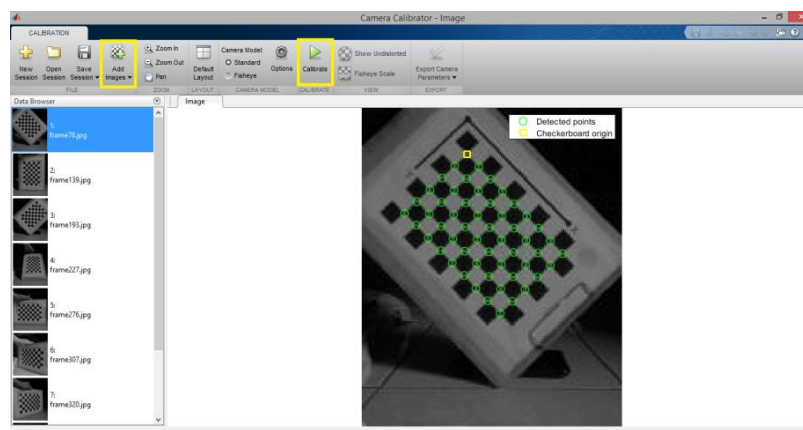 Camera Calibrator - Image
CALIBRATION
New Session
Open Session
Save Session
Add Images
Zoom In
Zoom Out
Pan
Default Layout
Camera Model
Standard
Fisheye
Options
Calibrate
Show Undistorted
Fisheye Scale
Export Camera Parameters
FILE
ZOOM
LAYOUT
CAMERA MODEL
CALIBRATE
VIEW
EXPORT
Data Browser
Image
1:
frame78.jpg
2:
frame139.jpg
3:
frame193.jpg
4:
frame227.jpg
5:
frame276.jpg
6:
frame307.jpg
7:
frame320.jpg
Detected points
Checkerboard origin